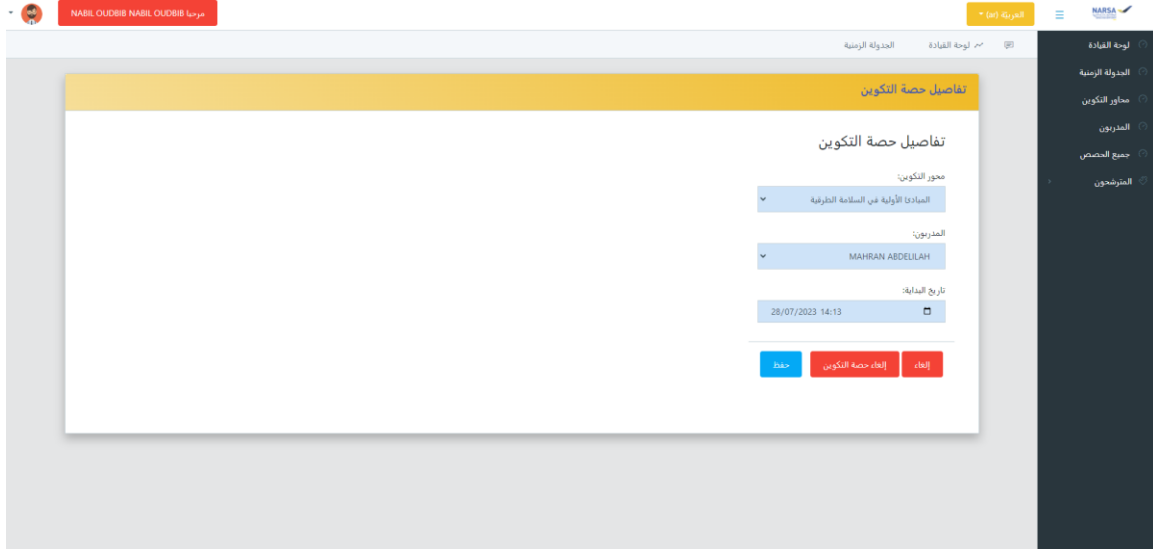 NARSA
العربيّة (ar)
مرحبا NABIL OUDBIB NABIL OUDBIB
لوحة القيادة
الجدولة الزمنية
لوحة القيادة
الجدولة الزمنية
محاور التكوين
المدربون
جميع الحصص
المترشحون
تفاصيل حصة التكوين
تفاصيل حصة التكوين
محور التكوين:
المبادئ الأولية في السلامة الطرقية
المدربون:
MAHRAN ABDELILAH
تاريخ البداية:
28/07/2023 14:13
إلغاء
إلغاء حصة التكوين
حفظ